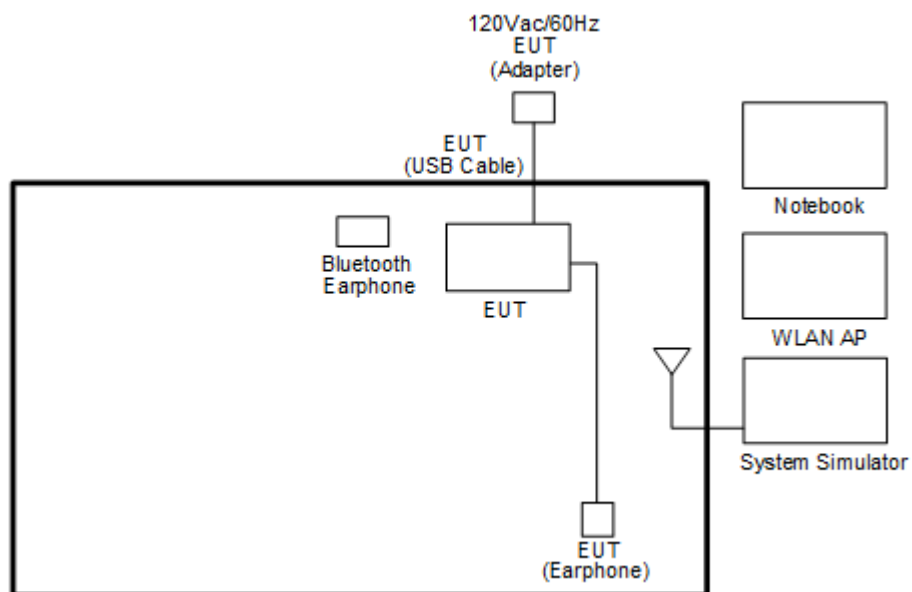 120Vac/60Hz
EUT
(Adapter)
EUT
(USB Cable)
Notebook
Bluetooth
Earphone
EUT
WLAN AP
System Simulator
EUT
(Earphone)